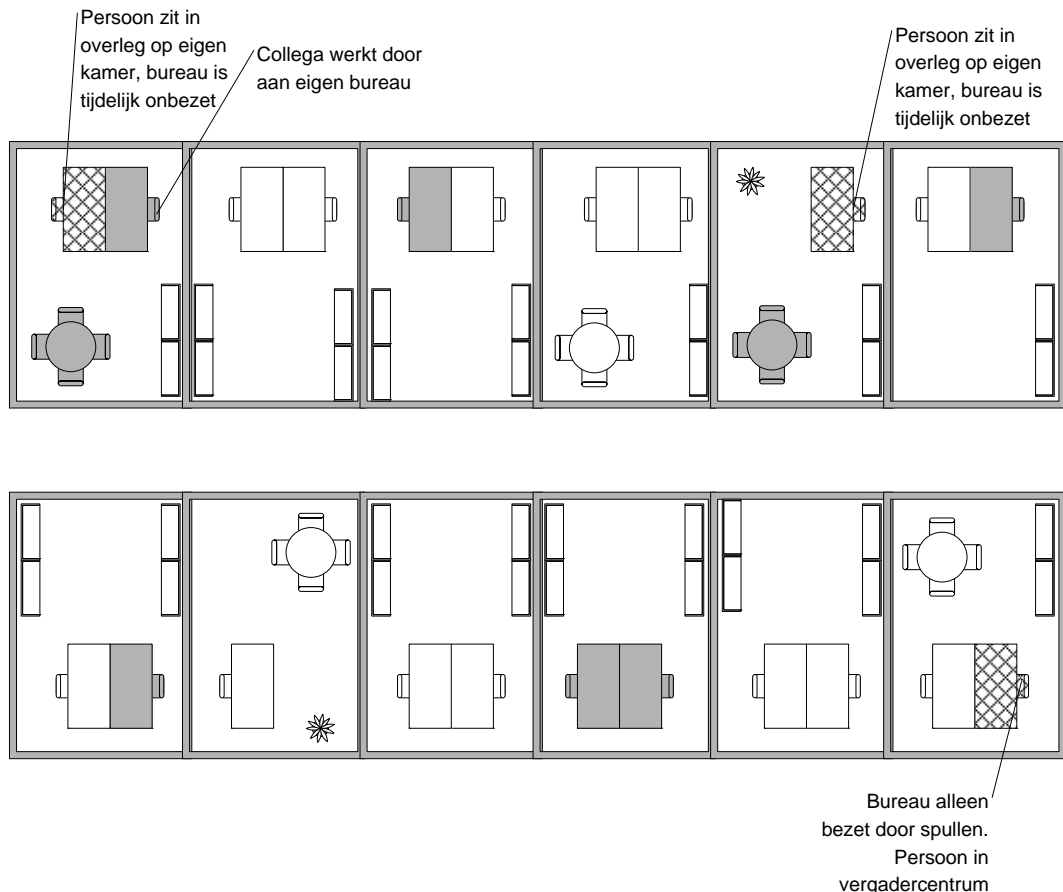 Persoon zit in
overleg op eigen
kamer, bureau is
tijdelijk onbezet
Collega werkt door
aan eigen bureau
Persoon zit in
overleg op eigen
kamer, bureau is
tijdelijk onbezet
Bureau alleen
bezet door spullen.
Persoon in
vergadercentrum